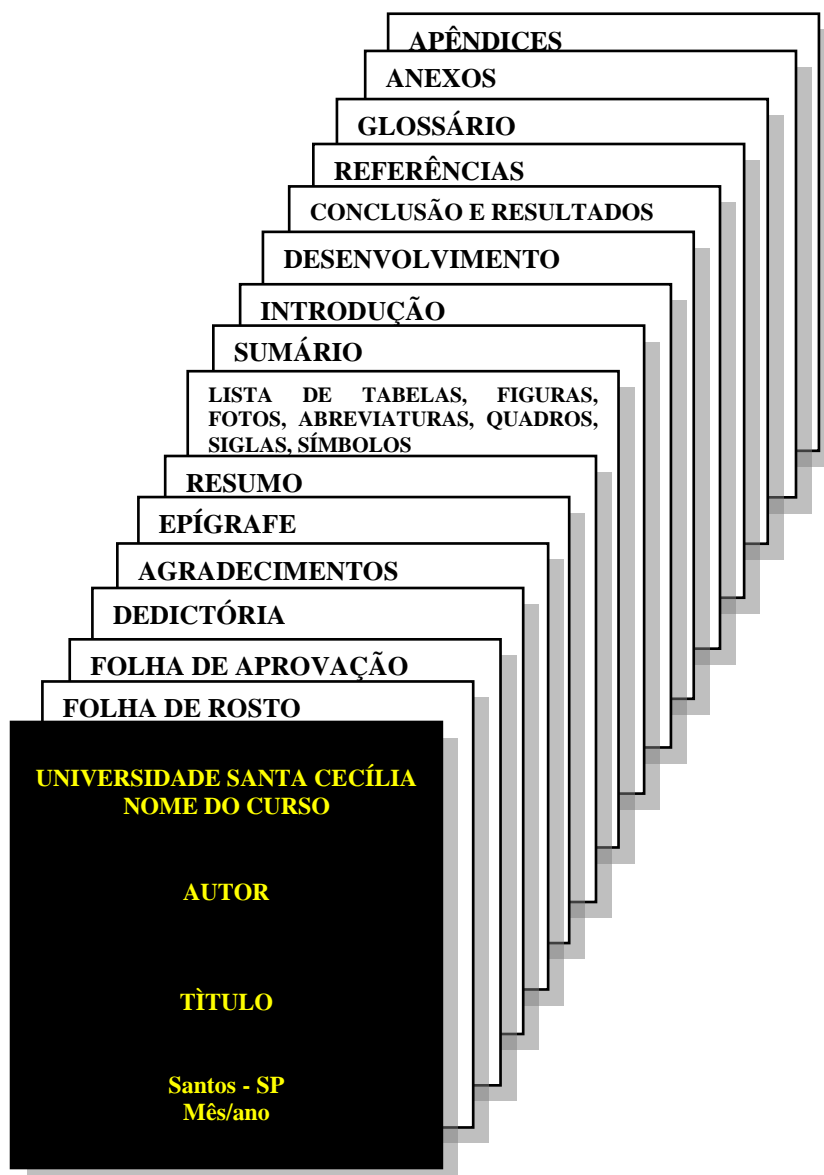 APÊNDICES
ANEXOS
GLOSSÁRIO
REFERÊNCIAS
CONCLUSÃO E RESULTADOS
DESENVOLVIMENTO
INTRODUÇÃO
SUMÁRIO
LISTA DE TABELAS, FIGURAS,
FOTOS, ABREVIATURAS, QUADROS,
SIGLAS, SÍMBOLOS
RESUMO
EPÍGRAFE
AGRADECIMENTOS
DEDICTÓRIA
FOLHA DE APROVAÇÃO
FOLHA DE ROSTO
UNIVERSIDADE SANTA CECÍLIA
NOME DO CURSO
AUTOR
TÌTULO
Santos - SP
Mês/ano